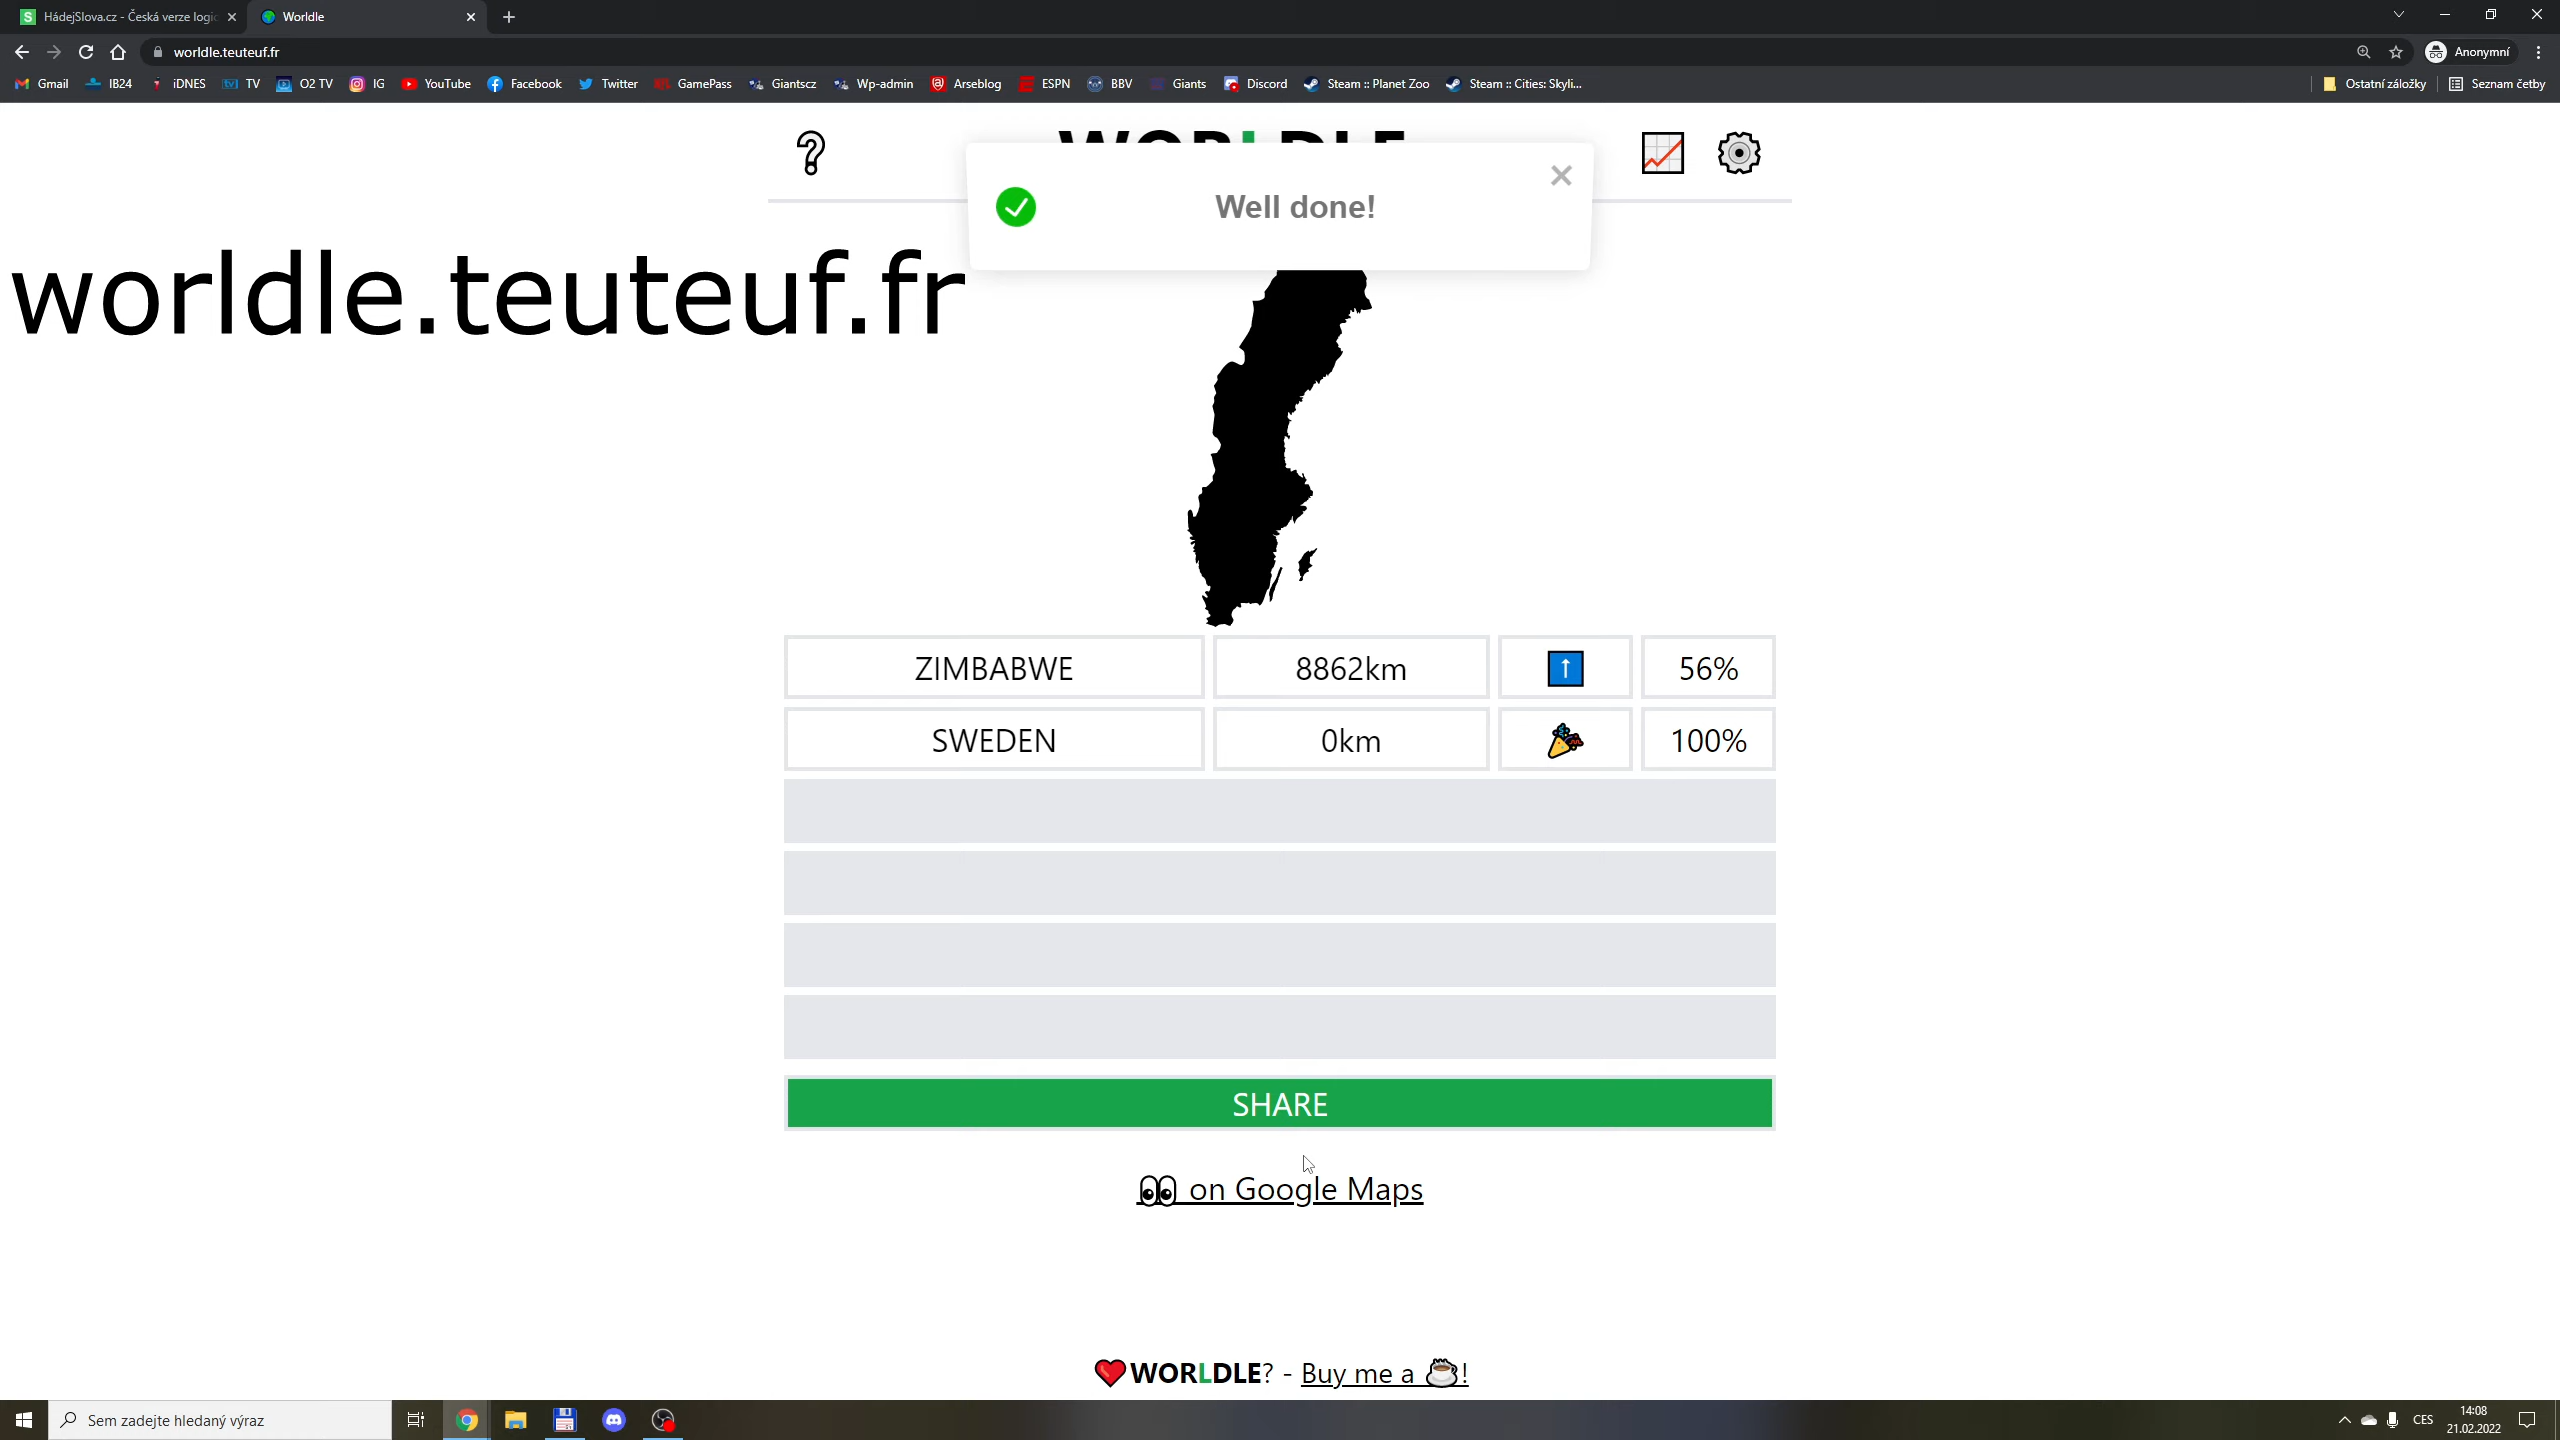 HádejSlova.cz - Česká verze logic
Worldle
worldle.teuteuf.fr
Anonymní
Gmail IB24 iDNES TV O2 TV IG YouTube Facebook Twitter GamePass Giantscz Wp-admin Arseblog ESPN BBV Giants Discord Steam :: Planet Zoo Steam :: Cities: Skyli... Ostatní záložky Seznam četby
Well done!
worldle.teuteuf.fr
ZIMBABWE 8862km ↑ 56%
SWEDEN 0km 100%
SHARE
on Google Maps
WORLDLE? - Buy me a !
Sem zadejte hledaný výraz
CES
14:08
21.02.2022